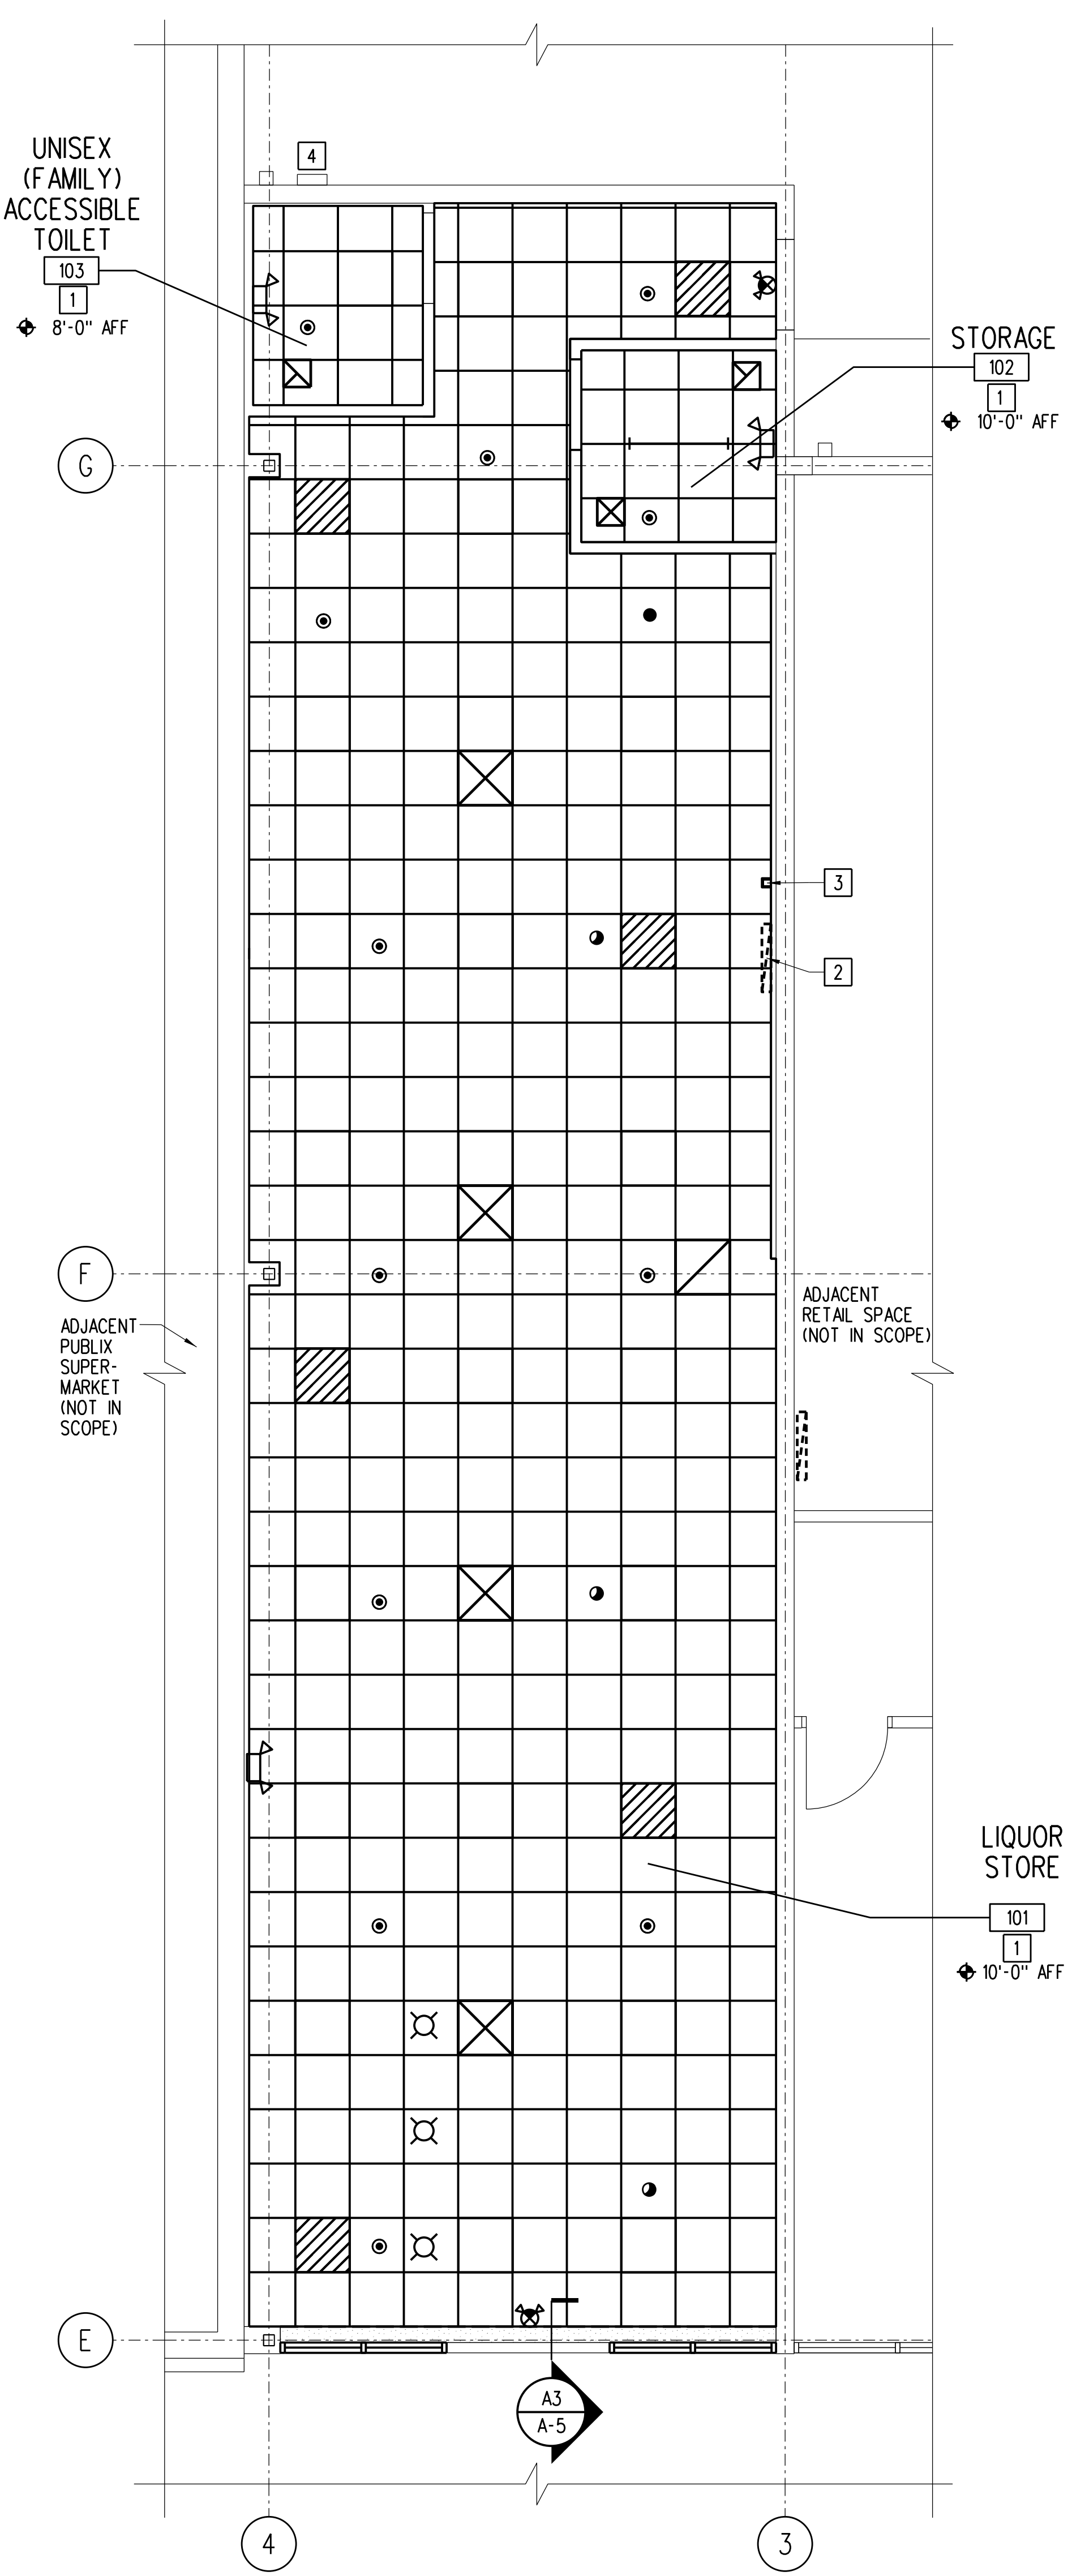 4
UNISEX
(FAMILY)
ACCESSIBLE
TOILET
103
1
8'-0" AFF
STORAGE
102
1
10'-0" AFF
G
3
2
F
ADJACENT
PUBLIX
SUPER-
MARKET
(NOT IN
SCOPE)
ADJACENT
RETAIL SPACE
(NOT IN SCOPE)
LIQUOR
STORE
101
1
10'-0" AFF
E
A3
A-5
4
3